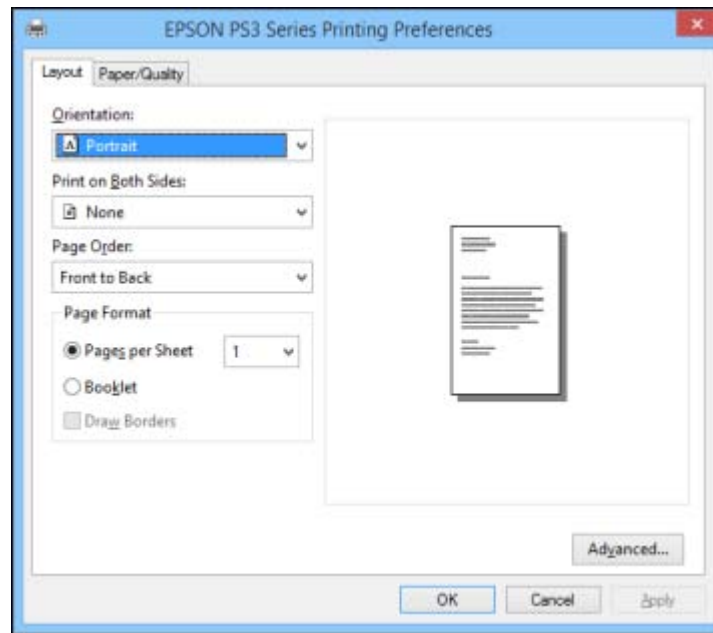 EPSON PS3 Series Printing Preferences
Layout Paper/Quality
Orientation:
Portrait
Print on Both Sides:
None
Page Order:
Front to Back
Page Format
Pages per Sheet 1
Booklet
Draw Borders
Advanced...
OK Cancel Apply